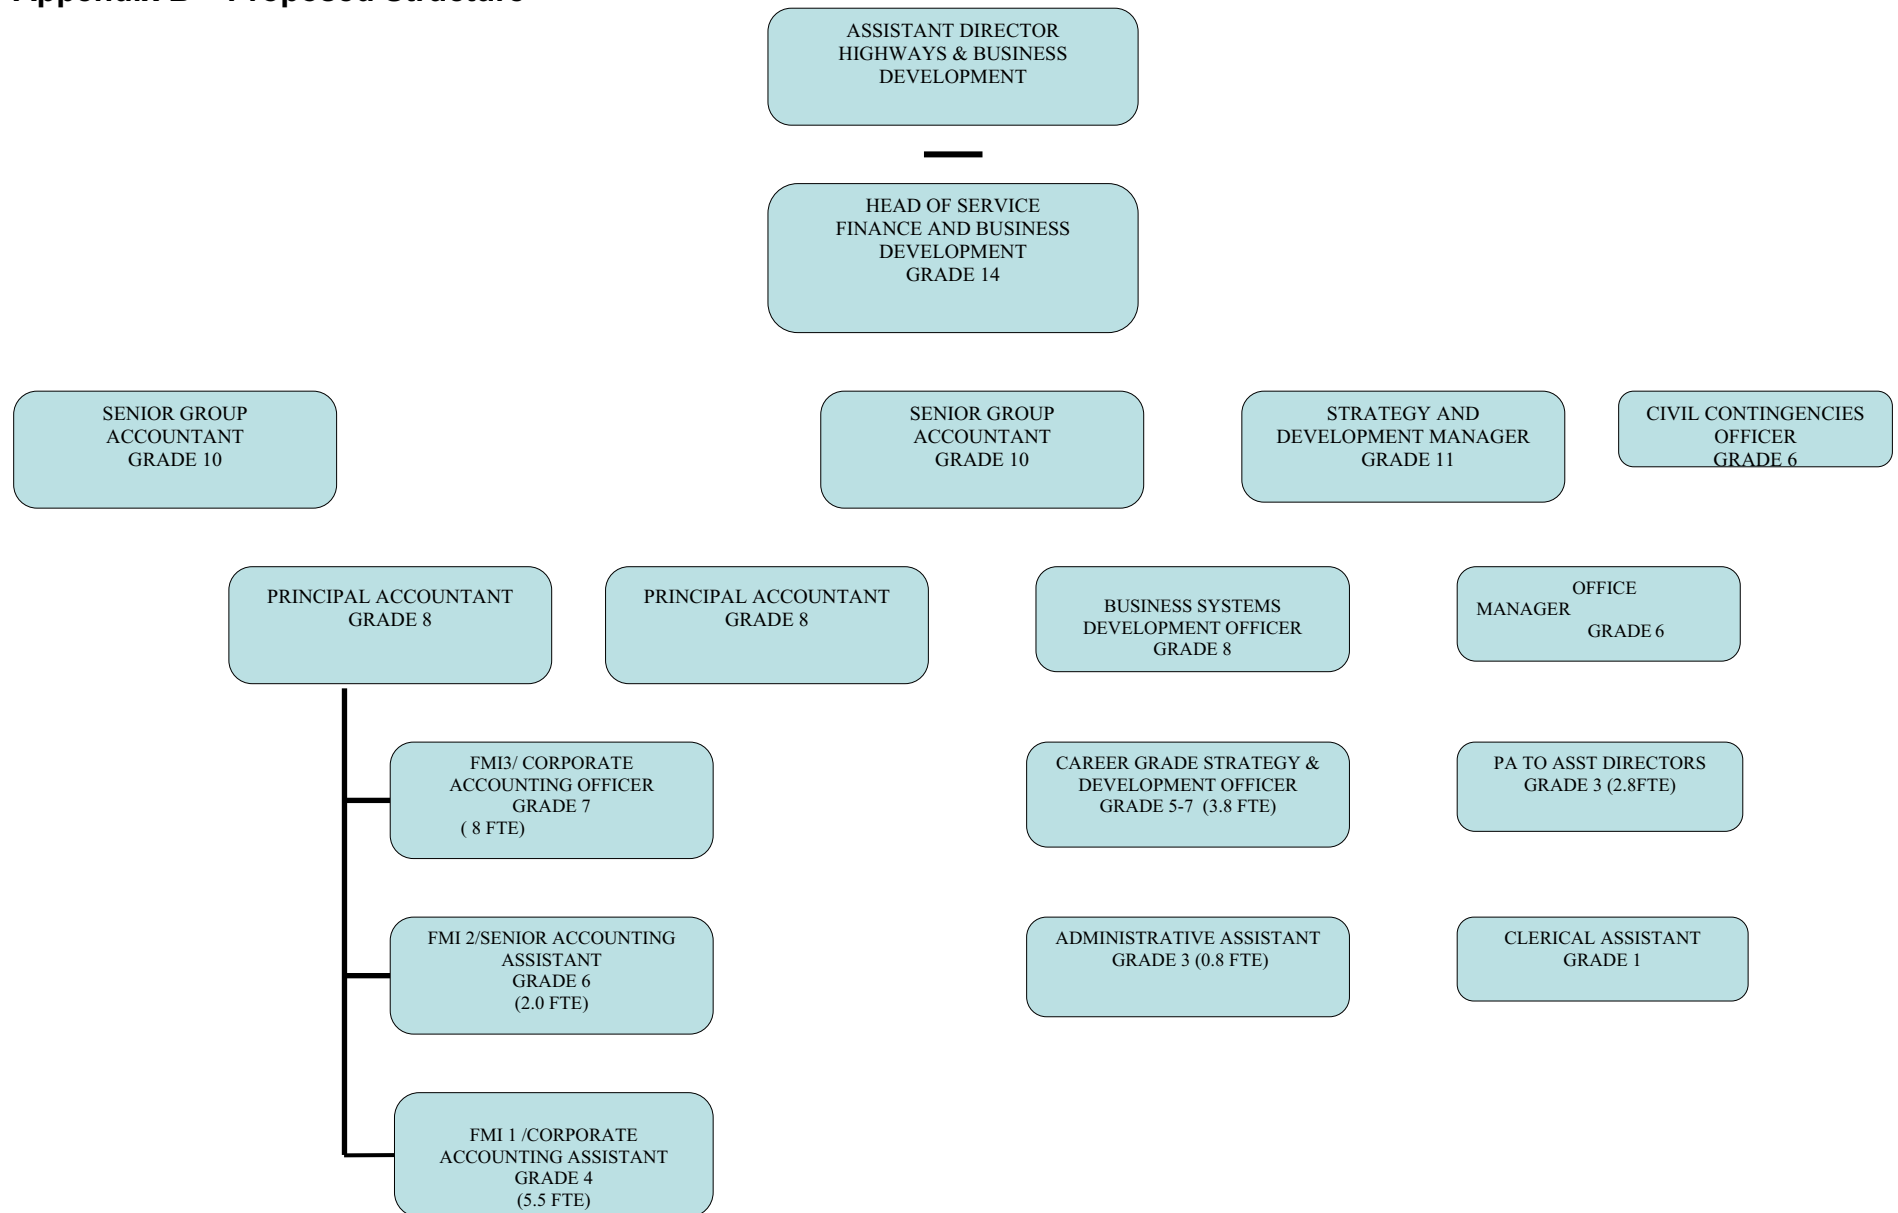 Appendix B – Proposed Structure
ASSISTANT DIRECTOR
HIGHWAYS & BUSINESS
DEVELOPMENT
HEAD OF SERVICE
FINANCE AND BUSINESS
DEVELOPMENT
GRADE 14
SENIOR GROUP
ACCOUNTANT
GRADE 10
SENIOR GROUP
ACCOUNTANT
GRADE 10
STRATEGY AND
DEVELOPMENT MANAGER
GRADE 11
CIVIL CONTINGENCIES
OFFICER
GRADE 6
PRINCIPAL ACCOUNTANT
GRADE 8
PRINCIPAL ACCOUNTANT
GRADE 8
BUSINESS SYSTEMS
DEVELOPMENT OFFICER
GRADE 8
OFFICE
MANAGER
GRADE 6
FMI3/ CORPORATE
ACCOUNTING OFFICER
GRADE 7
( 8 FTE)
CAREER GRADE STRATEGY &
DEVELOPMENT OFFICER
GRADE 5-7 (3.8 FTE)
PA TO ASST DIRECTORS
GRADE 3 (2.8FTE)
FMI 2/SENIOR ACCOUNTING
ASSISTANT
GRADE 6
(2.0 FTE)
ADMINISTRATIVE ASSISTANT
GRADE 3 (0.8 FTE)
CLERICAL ASSISTANT
GRADE 1
FMI 1 /CORPORATE
ACCOUNTING ASSISTANT
GRADE 4
(5.5 FTE)